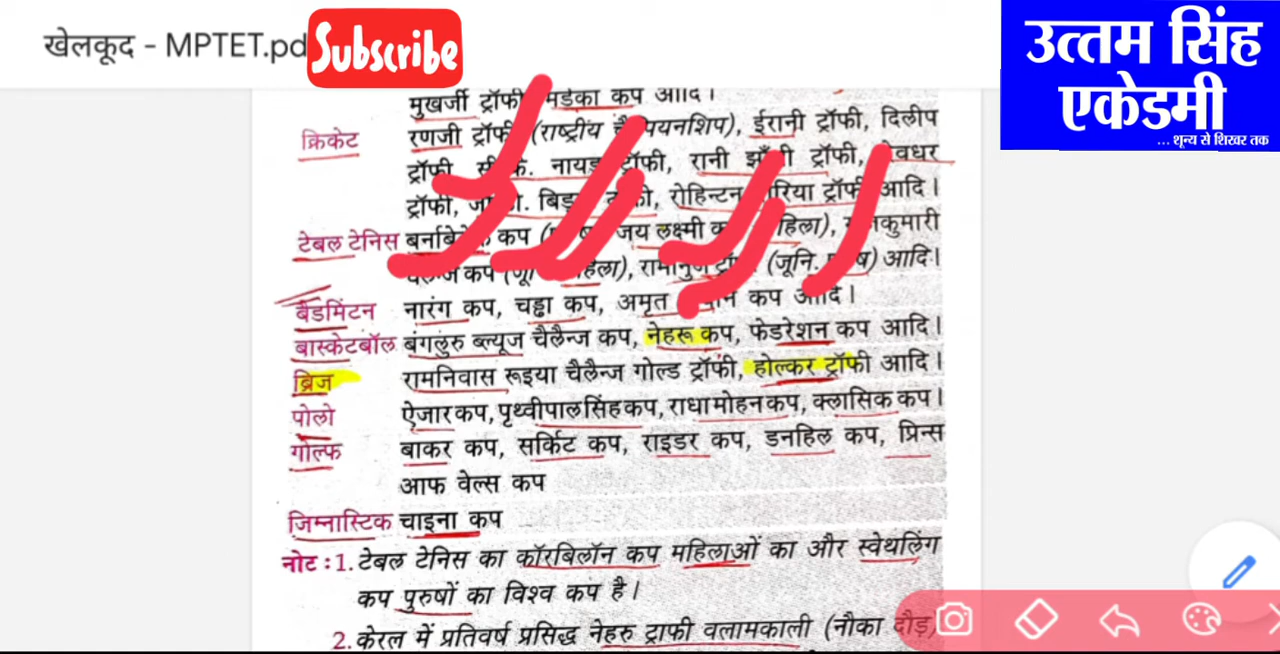 खेलकूद - MPTET.pd
Subscribe
उत्तम सिंह
एकेडमी
... शून्य से शिखर तक
मुखर्जी ट्रॉफी मर्डेका कप आदि।
क्रिकेट रणजी ट्रॉफी (राष्ट्रीय ईरानी ट्रॉफी, दिलीप
ट्रॉफी, नायडू ट्रॉफी, रानी झाँसी ट्रॉफी, देवधर
ट्रॉफी, रोहिन्टन ट्रॉफी आदि।
टेबल टेनिस कप जय लक्ष्मी
कप रामानुज (जूनि. आदि।
बैडमिंटन नारंग कप, चड्ढा कप, अमृत कप आदि।
बास्केटबॉल बंगलुरु ब्ल्यूज चैलैन्ज कप, नेहरू कप, फेडरेशन कप आदि।
ब्रिज रामनिवास रूइया चैलैन्ज गोल्ड ट्रॉफी, होल्कर ट्रॉफी आदि।
पोलो ऐजार कप, पृथ्वीपाल सिंह कप, राधा मोहन कप, क्लासिक कप।
गोल्फ बाकर कप, सर्किट कप, राइडर कप, डनहिल कप, प्रिन्स
आफ वेल्स कप
जिम्नास्टिक चाइना कप
नोट : 1. टेबल टेनिस का कॉरबिलॉन कप महिलाओं का और स्वेथलिंग
कप पुरुषों का विश्व कप है।
2. केरल में प्रतिवर्ष प्रसिद्ध नेहरु ट्राफी वलामकाली (नौका दौड़)